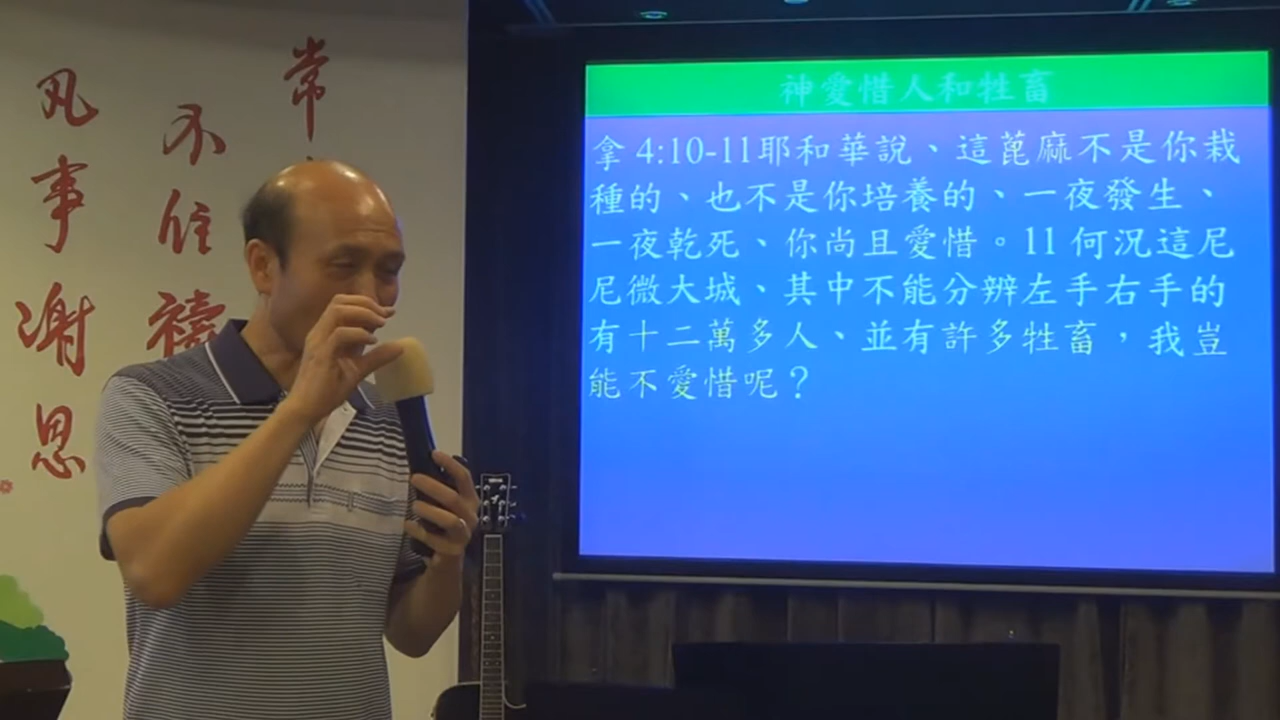 常
不住禱
凡事謝恩
神愛惜人和牲畜
拿 4:10-11耶和華說、這蓖麻不是你栽
種的、也不是你培養的、一夜發生、
一夜乾死、你尚且愛惜。11 何況這尼
尼微大城、其中不能分辨左手右手的
有十二萬多人、並有許多牲畜，我豈
能不愛惜呢？